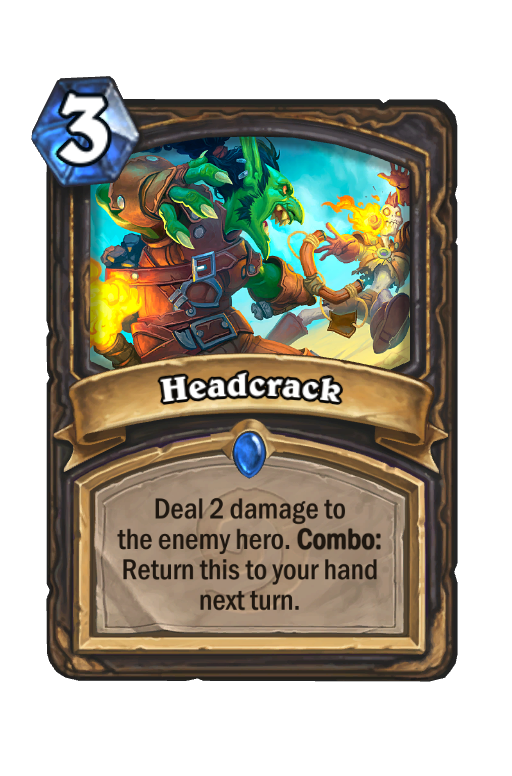 3
Headcrack
Deal 2 damage to
the enemy hero. Combo:
Return this to your hand
next turn.